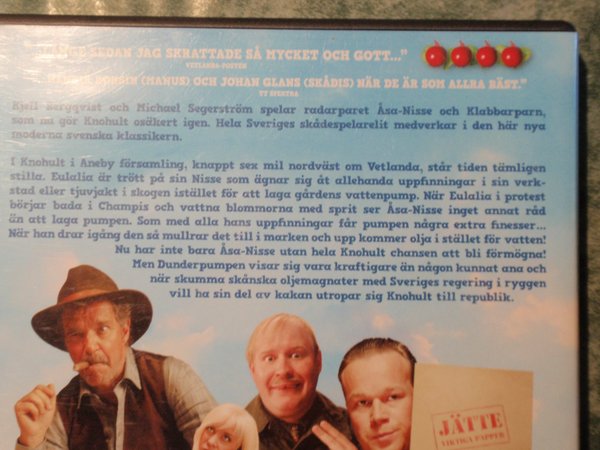 LÄNGE SEDAN JAG SKRATTADE SÅ MYCKET OCH GOTT..."
VETLANDA-POSTEN
(MANUS) OCH JOHAN GLANS (SKÅDIS) NÄR DE ÄR SOM ALLRA BÄST."
TT SPEKTRA
Kjell Bergqvist och Michael Segerström spelar radarparet Åsa-Nisse och Klabbarparn,
som nu gör Knohult osäkert igen. Hela Sveriges skådespelarelit medverkar i den här nya
moderna svenska klassikern.
I Knohult i Aneby församling, knappt sex mil nordväst om Vetlanda, står tiden tämligen
stilla. Eulalia är trött på sin Nisse som ägnar sig åt allehanda uppfinningar i sin verk-
stad eller tjuvjakt i skogen istället för att laga gårdens vattenpump. När Eulalia i protest
börjar bada i Champis och vattna blommorna med sprit ser Åsa-Nisse inget annat råd
än att laga pumpen. Som med alla hans uppfinningar får pumpen några extra finesser...
När han drar igång den så mullrar det till i marken och upp kommer olja i stället för vatten!
Nu har inte bara Åsa-Nisse utan hela Knohult chansen att bli förmögna!
Men Dunderpumpen visar sig vara kraftigare än någon kunnat ana och
när skumma skånska oljemagnater med Sveriges regering i ryggen
vill ha sin del av kakan utropar sig Knohult till republik.
JÄTTE
VIKTIGA PAPPER